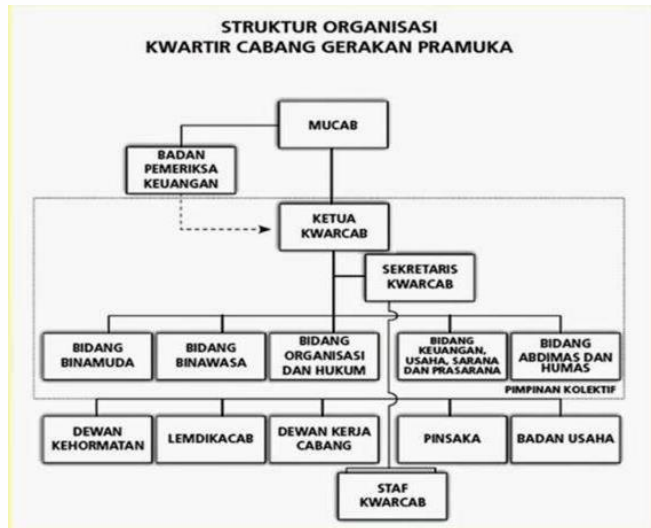 STRUKTUR ORGANISASI
KWARTIR CABANG GERAKAN PRAMUKA
MUCAB
BADAN
PEMERIKSA
KEUANGAN
KETUA
KWARCAB
SEKRETARIS
KWARCAB
BIDANG
BINAMUDA
BIDANG
BINAWASA
BIDANG
ORGANISASI
DAN HUKUM
BIDANG
KEUANGAN,
USAHA, SARANA
DAN PRASARANA
BIDANG
ABDIMAS DAN
HUMAS
PIMPINAN KOLEKTIF
DEWAN
KEHORMATAN
LEMDIKACAB
DEWAN KERJA
CABANG
PINSAKA
BADAN USAHA
STAF
KWARCAB